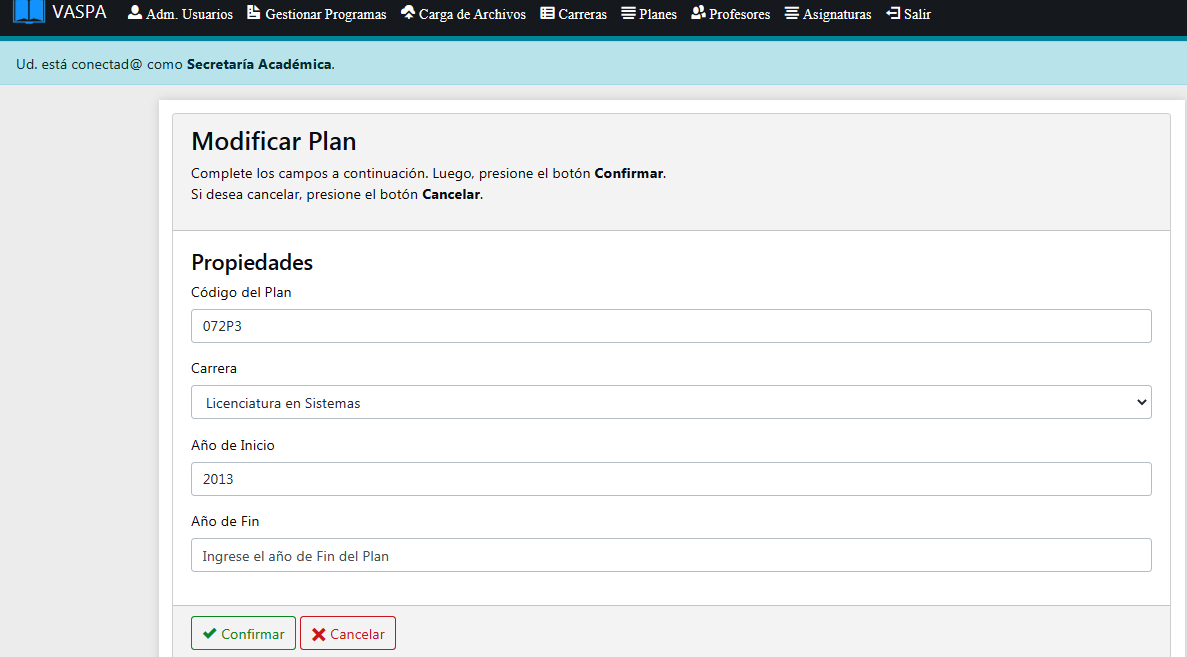 VASPA Adm. Usuarios Gestionar Programas Carga de Archivos Carreras Planes Profesores Asignaturas Salir
Ud. está conectad@ como Secretaría Académica.
Modificar Plan
Complete los campos a continuación. Luego, presione el botón Confirmar.
Si desea cancelar, presione el botón Cancelar.
Propiedades
Código del Plan
072P3
Carrera
Licenciatura en Sistemas
Año de Inicio
2013
Año de Fin
Ingrese el año de Fin del Plan
Confirmar Cancelar